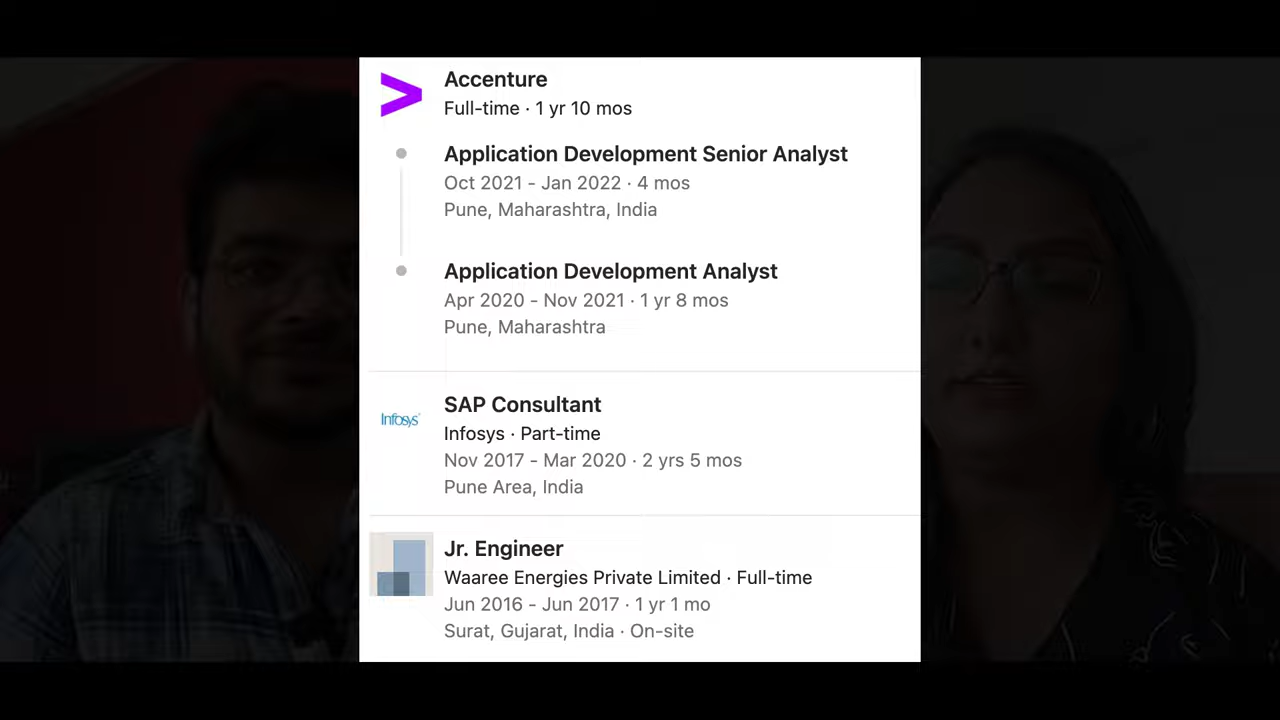 Accenture
Full-time · 1 yr 10 mos
Application Development Senior Analyst
Oct 2021 - Jan 2022 · 4 mos
Pune, Maharashtra, India
Application Development Analyst
Apr 2020 - Nov 2021 · 1 yr 8 mos
Pune, Maharashtra
SAP Consultant
Infosys
Infosys · Part-time
Nov 2017 - Mar 2020 · 2 yrs 5 mos
Pune Area, India
Jr. Engineer
Waaree Energies Private Limited · Full-time
Jun 2016 - Jun 2017 · 1 yr 1 mo
Surat, Gujarat, India · On-site